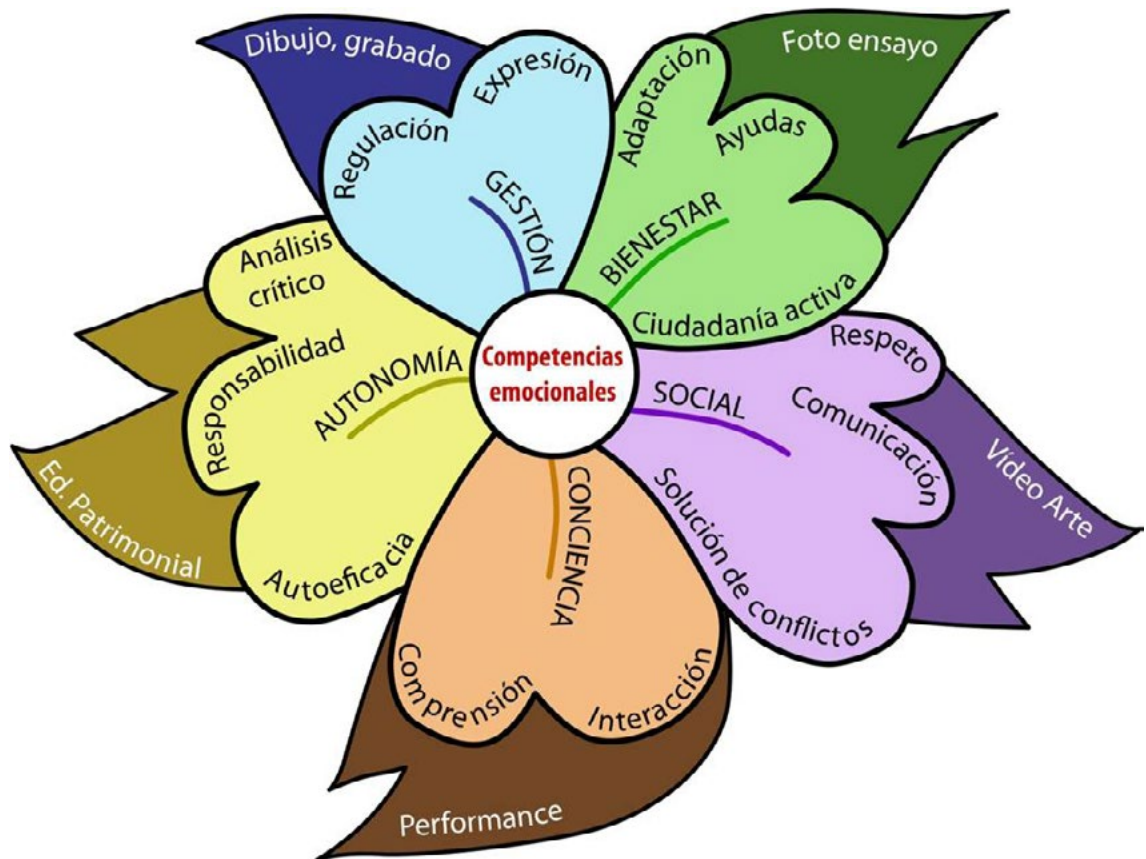 Dibujo, grabado
Regulación
Expresión
GESTIÓN
Foto ensayo
Adaptación
Ayudas
BIENESTAR
Ciudadanía activa
Análisis
crítico
Responsabilidad
AUTONOMÍA
Autoeficacia
Ed. Patrimonial
Competencias
emocionales
Respeto
SOCIAL
Comunicación
Solución de conflictos
Vídeo Arte
CONCIENCIA
Comprensión
Interacción
Performance